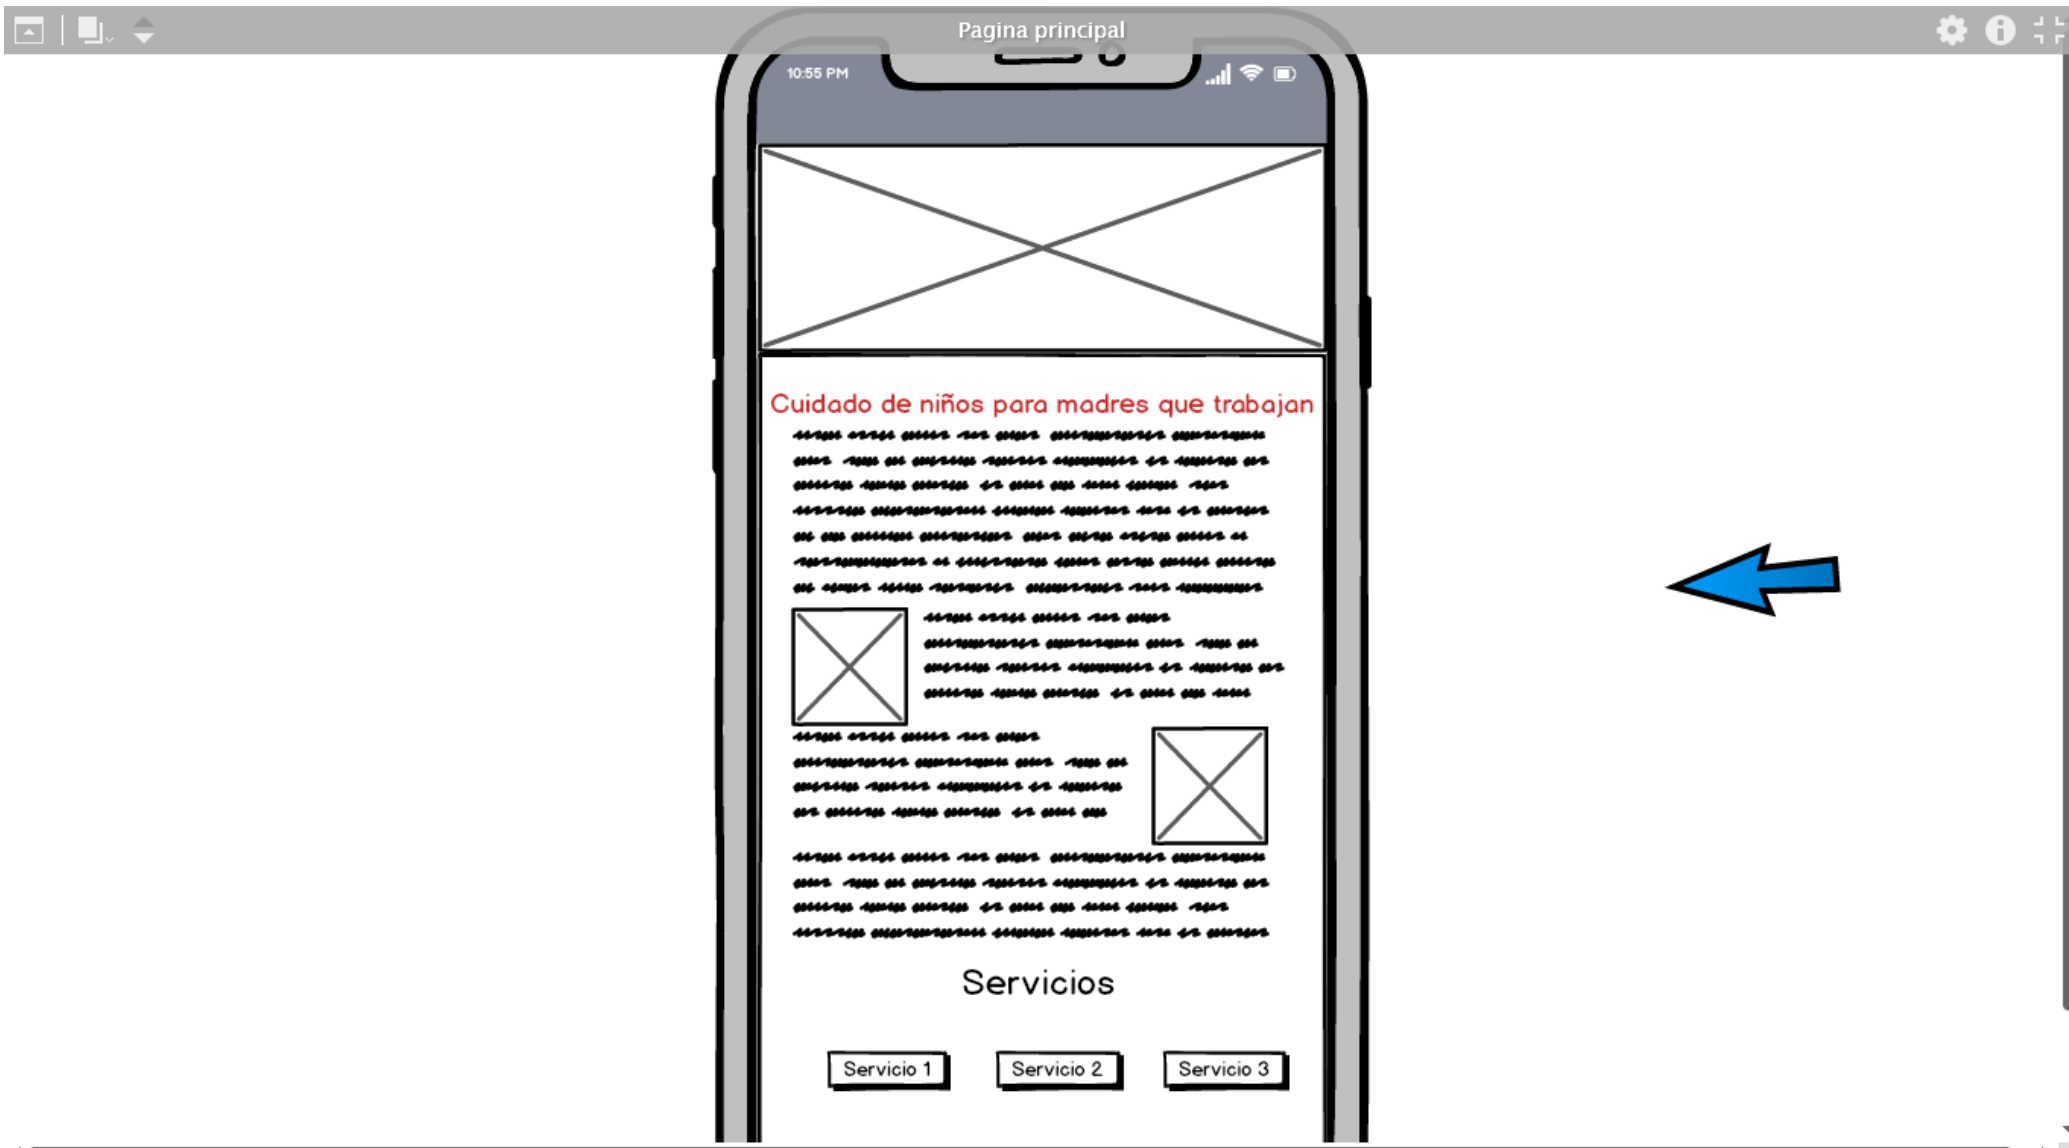 Pagina principal
10:55 PM
Cuidado de niños para madres que trabajan
Servicios
Servicio 1
Servicio 2
Servicio 3